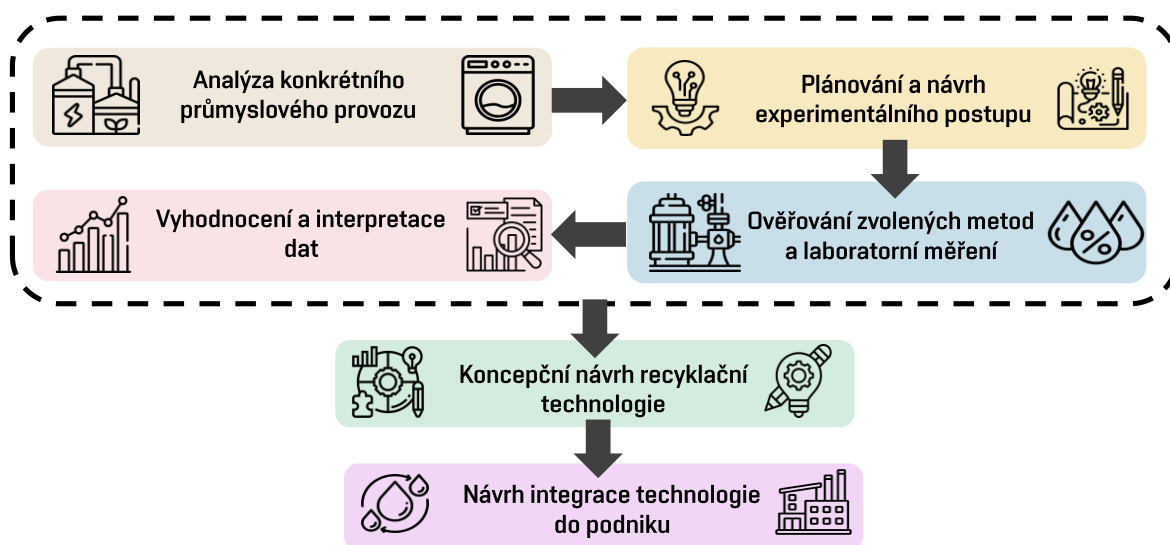 Analýza konkrétního
průmyslového provozu
Plánování a návrh
experimentálního postupu
Ověřování zvolených metod
a laboratorní měření
Vyhodnocení a interpretace
dat
Koncepční návrh recyklační
technologie
Návrh integrace technologie
do podniku